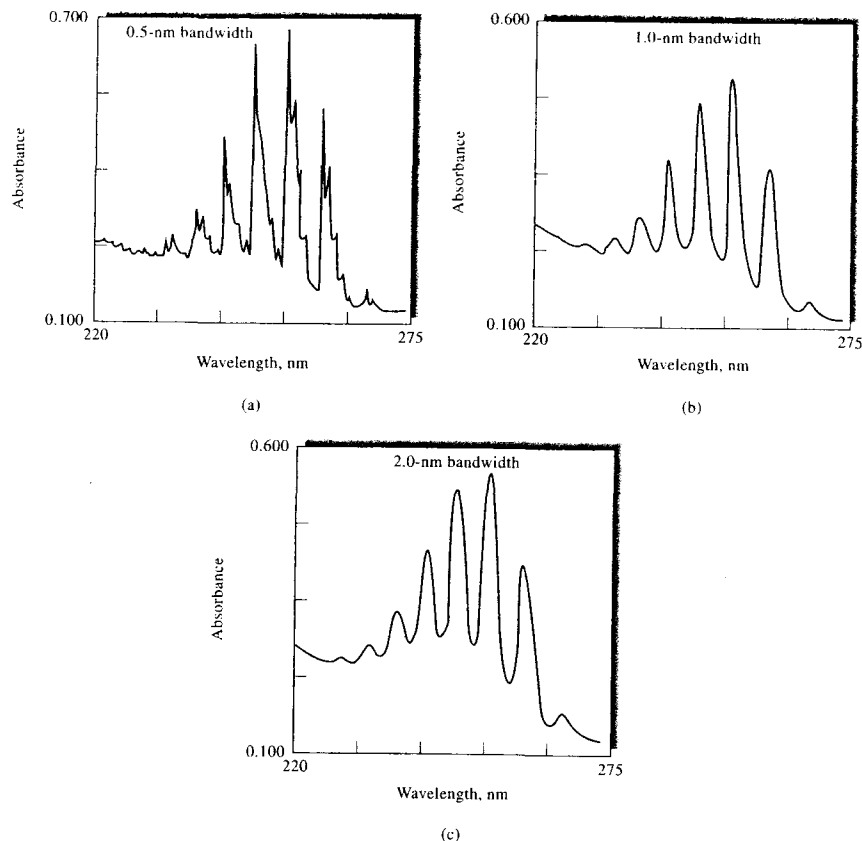 0.700
0.5-nm bandwidth
Absorbance
0.100
220
275
Wavelength, nm
(a)
0.600
1.0-nm bandwidth
Absorbance
0.100
220
275
Wavelength, nm
(b)
0.600
2.0-nm bandwidth
Absorbance
0.100
220
275
Wavelength, nm
(c)